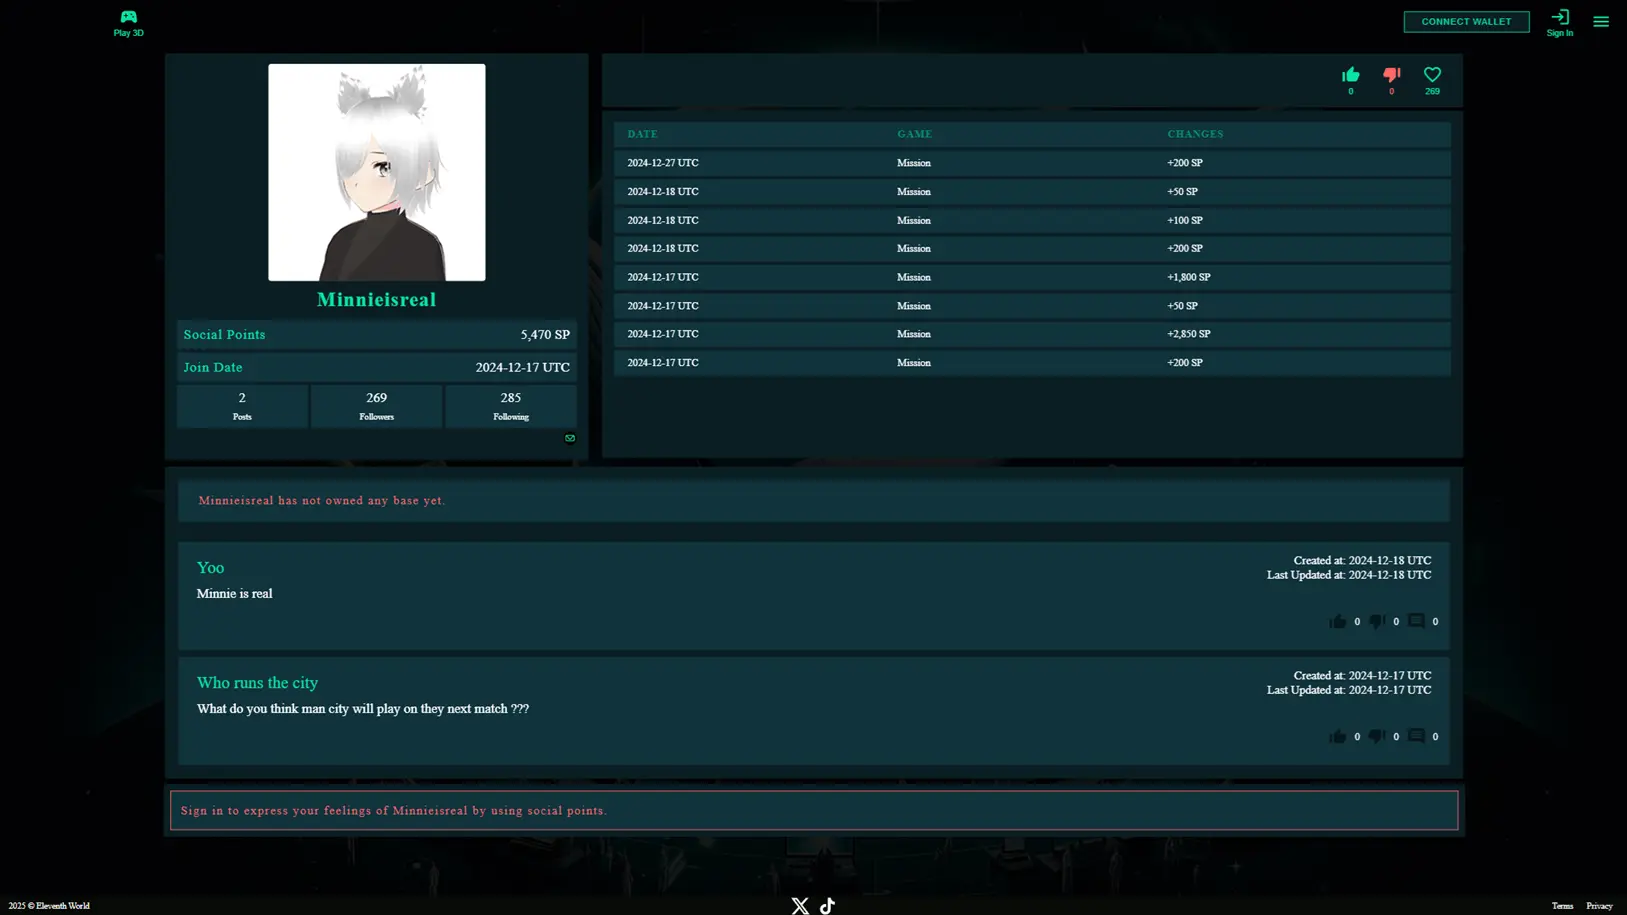 Play 3D
CONNECT WALLET
Sign In
Minnieisreal
Social Points 5,470 SP
Join Date 2024-12-17 UTC
2 269 285
Posts Followers Following
0 0 269
DATE GAME CHANGES
2024-12-27 UTC Mission +200 SP
2024-12-18 UTC Mission +50 SP
2024-12-18 UTC Mission +100 SP
2024-12-18 UTC Mission +200 SP
2024-12-17 UTC Mission +1,800 SP
2024-12-17 UTC Mission +50 SP
2024-12-17 UTC Mission +2,850 SP
2024-12-17 UTC Mission +200 SP
Minnieisreal has not owned any base yet.
Yoo
Minnie is real
Created at: 2024-12-18 UTC
Last Updated at: 2024-12-18 UTC
0 0 0
Who runs the city
What do you think man city will play on they next match ???
Created at: 2024-12-17 UTC
Last Updated at: 2024-12-17 UTC
0 0 0
Sign in to express your feelings of Minnieisreal by using social points.
2025 © Eleventh World
Terms Privacy